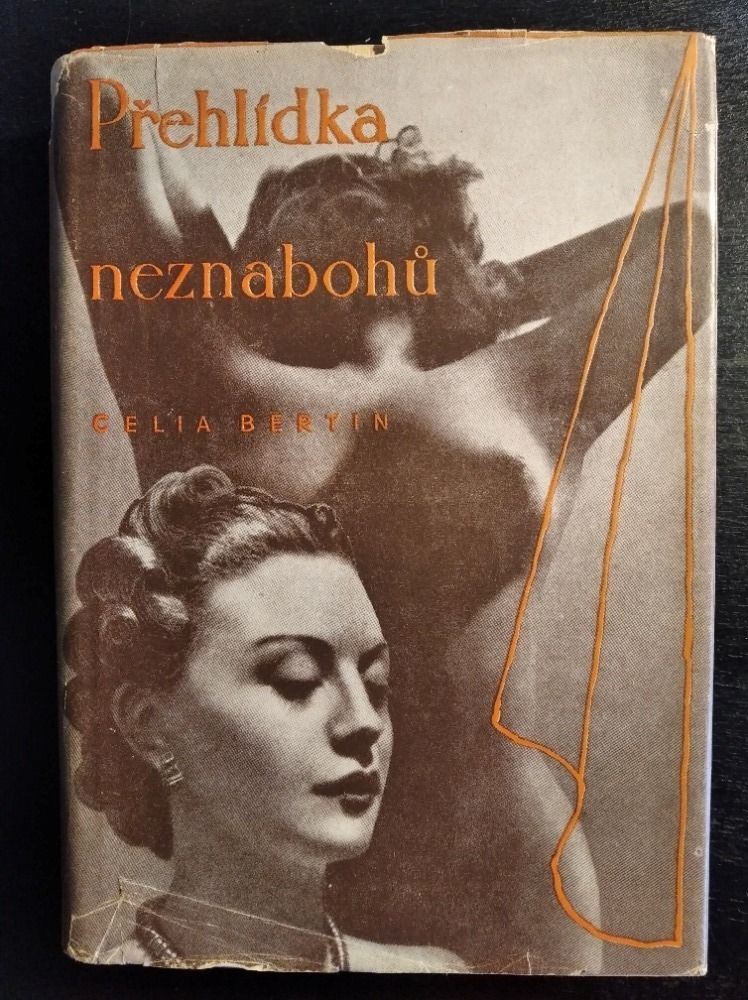 Přehlídka
neznabohů
CELIA BERTIN